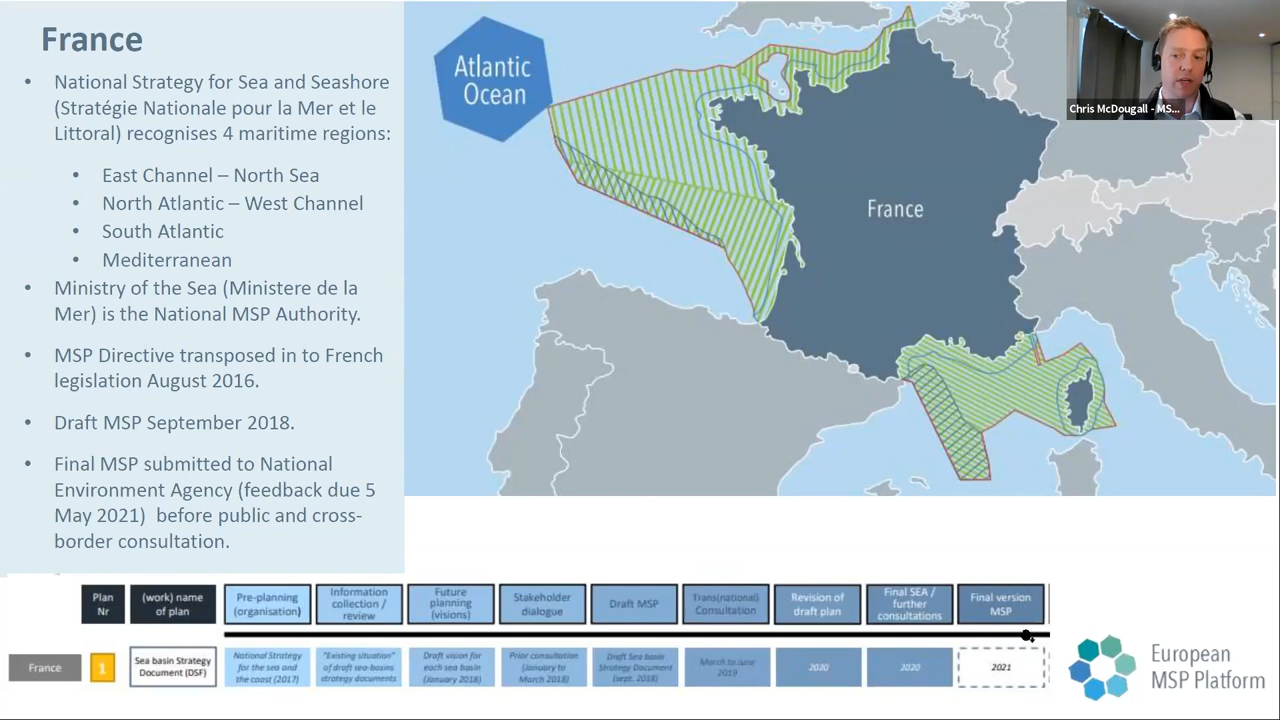 France
• National Strategy for Sea and Seashore
(Stratégie Nationale pour la Mer et le
Littoral) recognises 4 maritime regions:
• East Channel – North Sea
• North Atlantic – West Channel
• South Atlantic
• Mediterranean
• Ministry of the Sea (Ministere de la
Mer) is the National MSP Authority.
• MSP Directive transposed in to French
legislation August 2016.
• Draft MSP September 2018.
• Final MSP submitted to National
Environment Agency (feedback due 5
May 2021) before public and cross-
border consultation.
Atlantic
Ocean
France
Chris McDougall - MS...
Plan
Nr
(work) name
of plan
Pre-planning
(organisation)
Information
collection /
review
Future
planning
(visions)
Stakeholder
dialogue
Draft MSP
Trans(national)
Consultation
Revision of
draft plan
Final SEA /
further
consultations
Final version
MSP
France
1
Sea basin Strategy
Document (DSF)
National Strategy
for the sea and
the coast (2017)
"Existing situation"
of draft sea-basins
strategy documents
Draft vision for
each sea basin
(January 2018)
Prior consultation
(January to
March 2018)
Draft Sea basin
Strategy Document
(sept. 2018)
March to June
2019
2020
2020
2021
European
MSP Platform